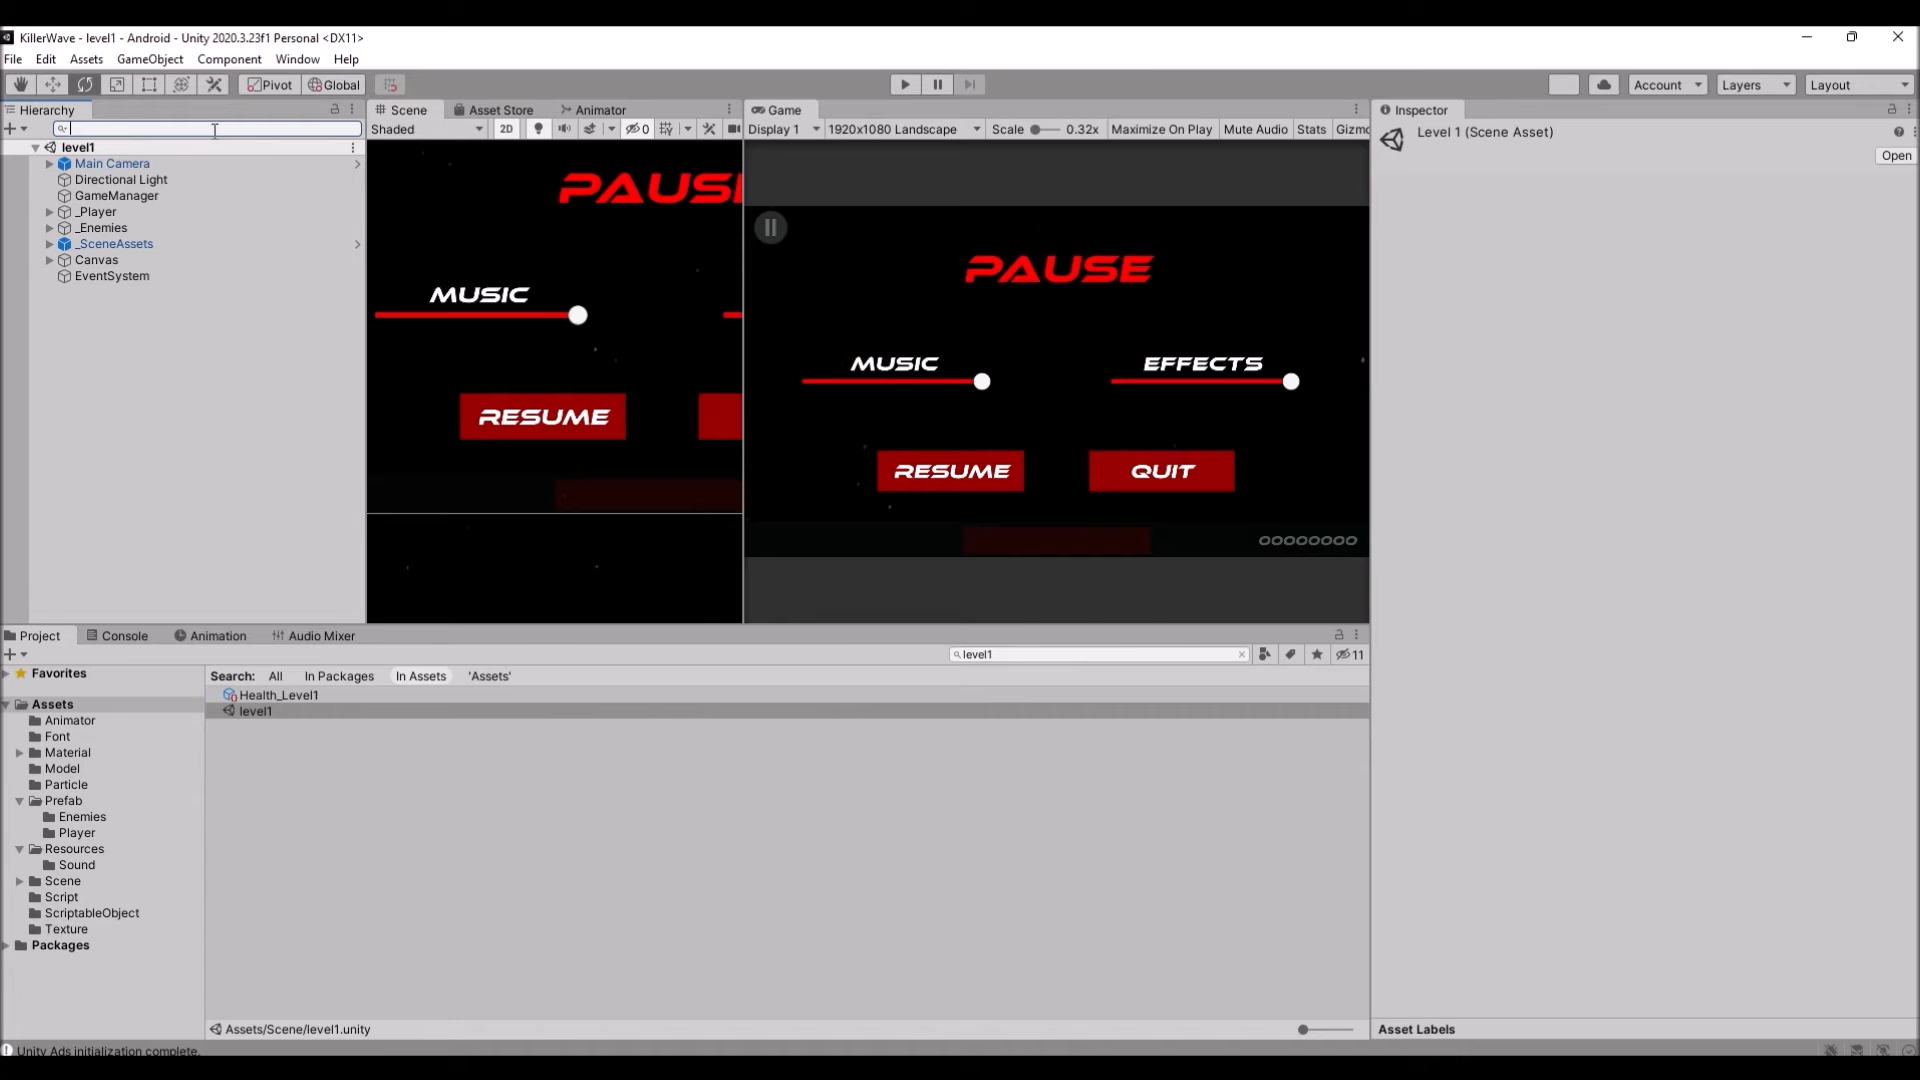 KillerWave - level1 - Android - Unity 2020.3.23f1 Personal <DX11>
File Edit Assets GameObject Component Window Help
Pivot Global Account Layers Layout
Hierarchy Scene Asset Store Animator Game Inspector
Shaded 2D 0 Display 1 1920x1080 Landscape Scale 0.32x Maximize On Play Mute Audio Stats Gizmo
Level 1 (Scene Asset)
Open
level1
Main Camera
Directional Light
GameManager
_Player
_Enemies
_SceneAssets
Canvas
EventSystem
PAUSE
MUSIC
RESUME
PAUSE
MUSIC EFFECTS
RESUME QUIT
00000000
Project Console Animation Audio Mixer
level1 11
Favorites
Assets
Animator
Font
Material
Model
Particle
Prefab
Enemies
Player
Resources
Sound
Scene
Script
ScriptableObject
Texture
Packages
Search: All In Packages In Assets 'Assets'
Health_Level1
level1
Assets/Scene/level1.unity
Asset Labels
Unity Ads initialization complete.